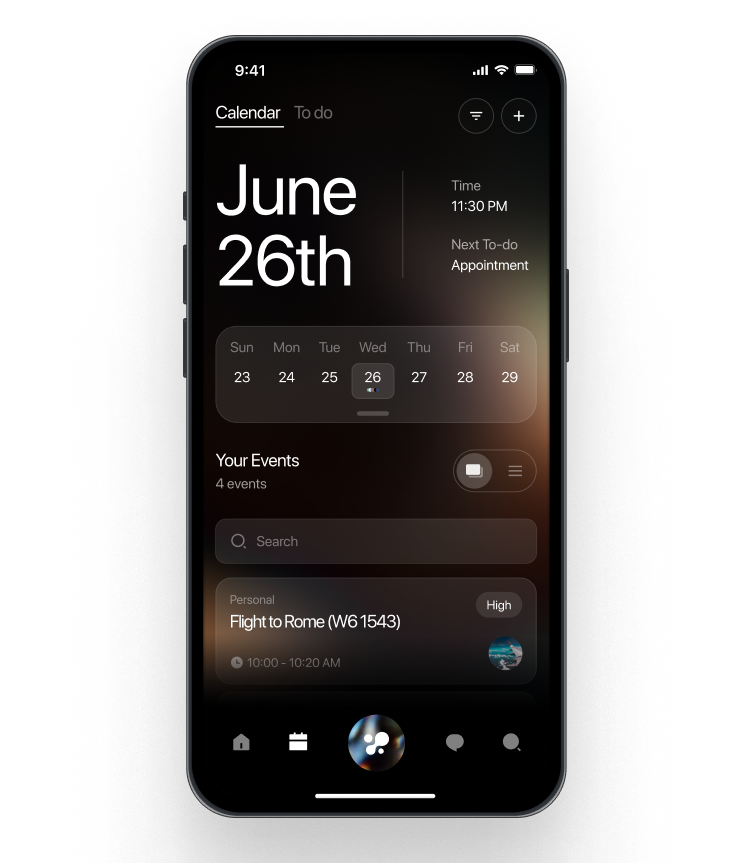 9:41
Calendar To do
June
26th
Time
11:30 PM
Next To-do
Appointment
Sun Mon Tue Wed Thu Fri Sat
23 24 25 26 27 28 29
Your Events
4 events
Search
Personal
High
Flight to Rome (W6 1543)
10:00 - 10:20 AM